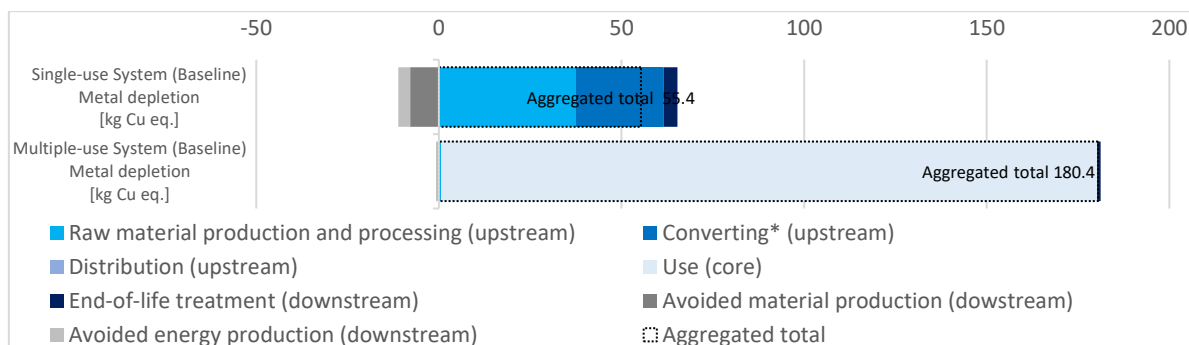 -50 0 50 100 150 200
Single-use System (Baseline)
Metal depletion
[kg Cu eq.]
Aggregated total 55.4
Multiple-use System (Baseline)
Metal depletion
[kg Cu eq.]
Aggregated total 180.4
Raw material production and processing (upstream) Converting* (upstream)
Distribution (upstream) Use (core)
End-of-life treatment (downstream) Avoided material production (dowstream)
Avoided energy production (downstream) Aggregated total